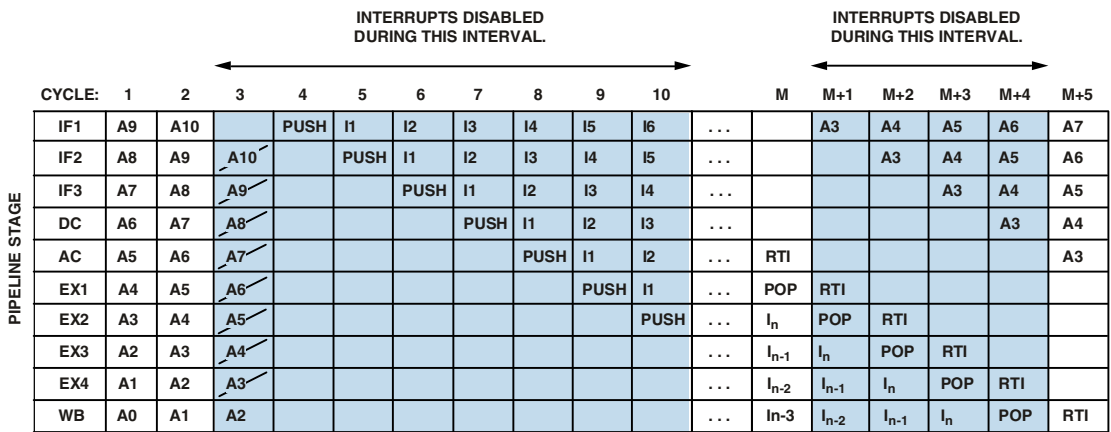 INTERRUPTS DISABLED
DURING THIS INTERVAL.
INTERRUPTS DISABLED
DURING THIS INTERVAL.
CYCLE: 1 2 3 4 5 6 7 8 9 10 M M+1 M+2 M+3 M+4 M+5
PIPELINE STAGE
IF1 A9 A10 PUSH I1 I2 I3 I4 I5 I6 ... A3 A4 A5 A6 A7
IF2 A8 A9 A10 PUSH I1 I2 I3 I4 I5 ... A3 A4 A5 A6
IF3 A7 A8 A9 PUSH I1 I2 I3 I4 ... A3 A4 A5
DC A6 A7 A8 PUSH I1 I2 I3 ... A3 A4
AC A5 A6 A7 PUSH I1 I2 ... RTI A3
EX1 A4 A5 A6 PUSH I1 ... POP RTI
EX2 A3 A4 A5 PUSH ... In POP RTI
EX3 A2 A3 A4 ... In-1 In POP RTI
EX4 A1 A2 A3 ... In-2 In-1 In POP RTI
WB A0 A1 A2 ... In-3 In-2 In-1 In POP RTI